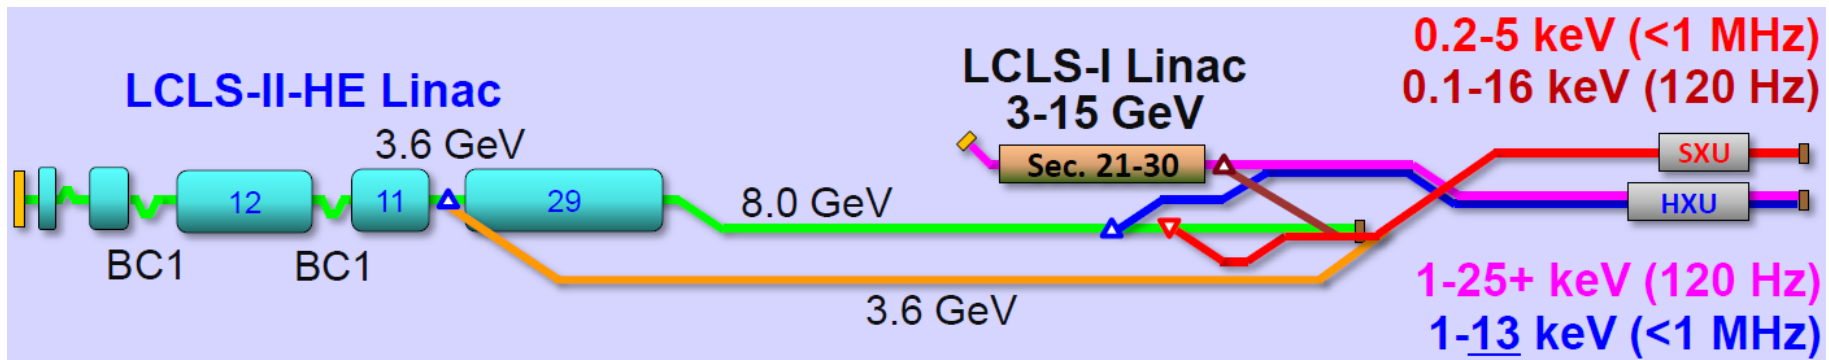 0.2-5 keV (<1 MHz)
0.1-16 keV (120 Hz)
LCLS-I Linac
3-15 GeV
LCLS-II-HE Linac
3.6 GeV
Sec. 21-30
SXU
12
11
29
8.0 GeV
HXU
BC1
BC1
3.6 GeV
1-25+ keV (120 Hz)
1-13 keV (<1 MHz)